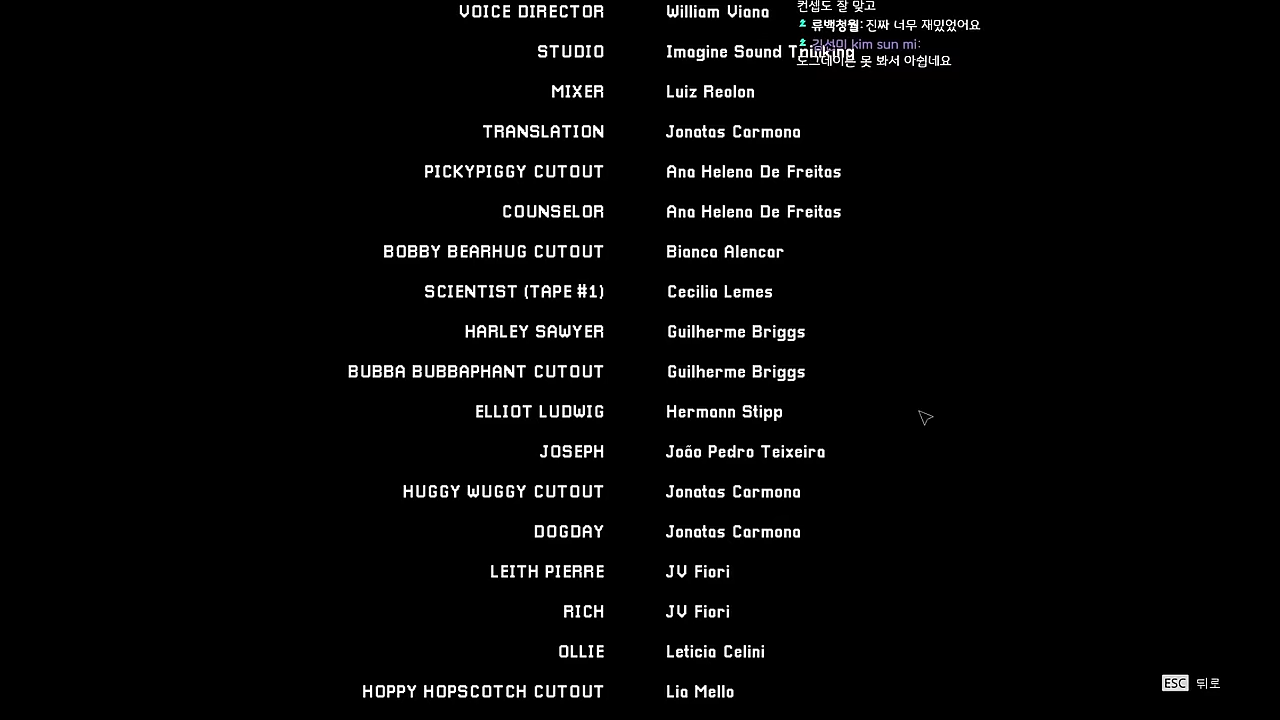 컨셉도 잘 맞고
VOICE DIRECTOR William Viana
류백청월: 진짜 너무 재밌었어요
김선미 kim sun mi:
STUDIO Imagine Sound Thinking
도그데이는 못 봐서 아쉽네요
MIXER Luiz Reolon
TRANSLATION Jonatas Carmona
PICKYPIGGY CUTOUT Ana Helena De Freitas
COUNSELOR Ana Helena De Freitas
BOBBY BEARHUG CUTOUT Bianca Alencar
SCIENTIST (TAPE #1) Cecilia Lemes
HARLEY SAWYER Guilherme Briggs
BUBBA BUBBAPHANT CUTOUT Guilherme Briggs
ELLIOT LUDWIG Hermann Stipp
JOSEPH João Pedro Teixeira
HUGGY WUGGY CUTOUT Jonatas Carmona
DOGDAY Jonatas Carmona
LEITH PIERRE JV Fiori
RICH JV Fiori
OLLIE Leticia Celini
HOPPY HOPSCOTCH CUTOUT Lia Mello
ESC 뒤로